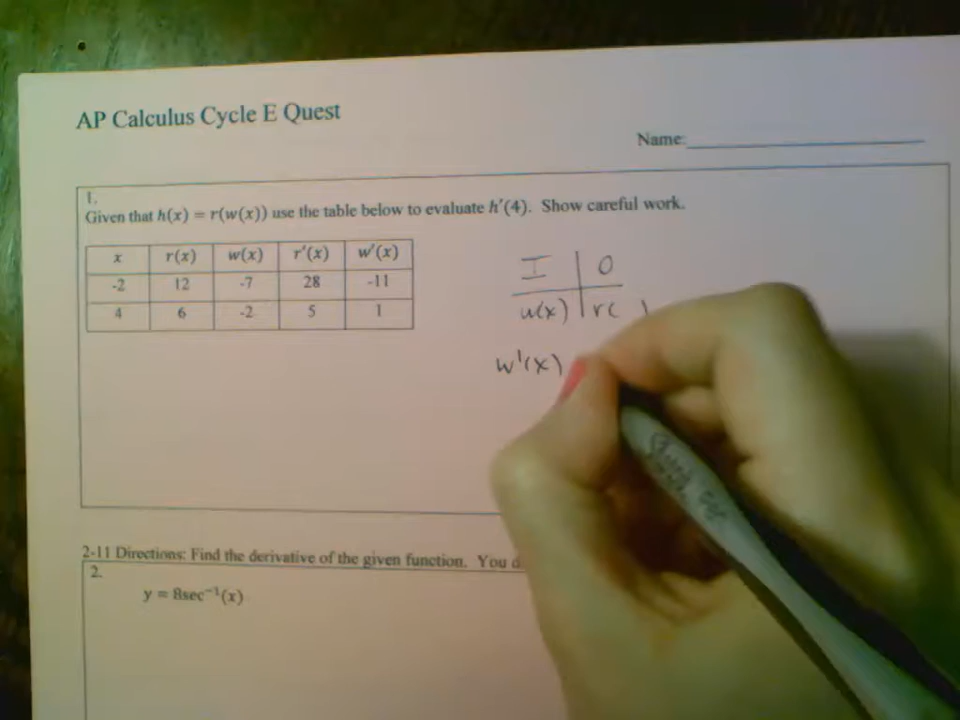 AP Calculus Cycle E Quest
Name:
1.
Given that h(x) = r(w(x)) use the table below to evaluate h'(4). Show careful work.
x r(x) w(x) r'(x) w'(x)
-2 12 -7 28 -11
4 6 -2 5 1
I | O
w(x) | r( )
w'(x)
2-11 Directions: Find the derivative of the given function. You
2.
y = 8sec⁻¹(x)